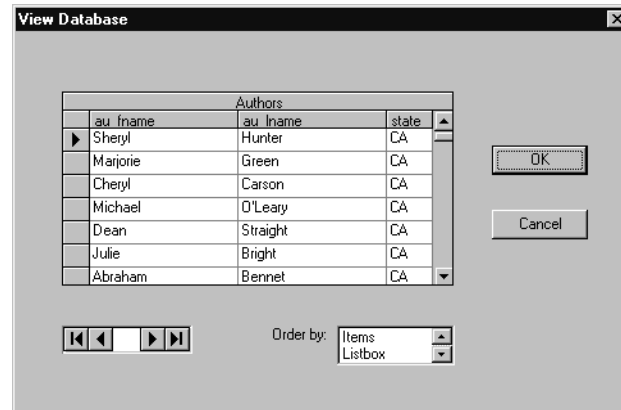 View Database
Authors
au_fname au_lname state
Sheryl Hunter CA
Marjorie Green CA
Cheryl Carson CA
Michael O'Leary CA
Dean Straight CA
Julie Bright CA
Abraham Bennet CA
OK
Cancel
Order by:
Items
Listbox